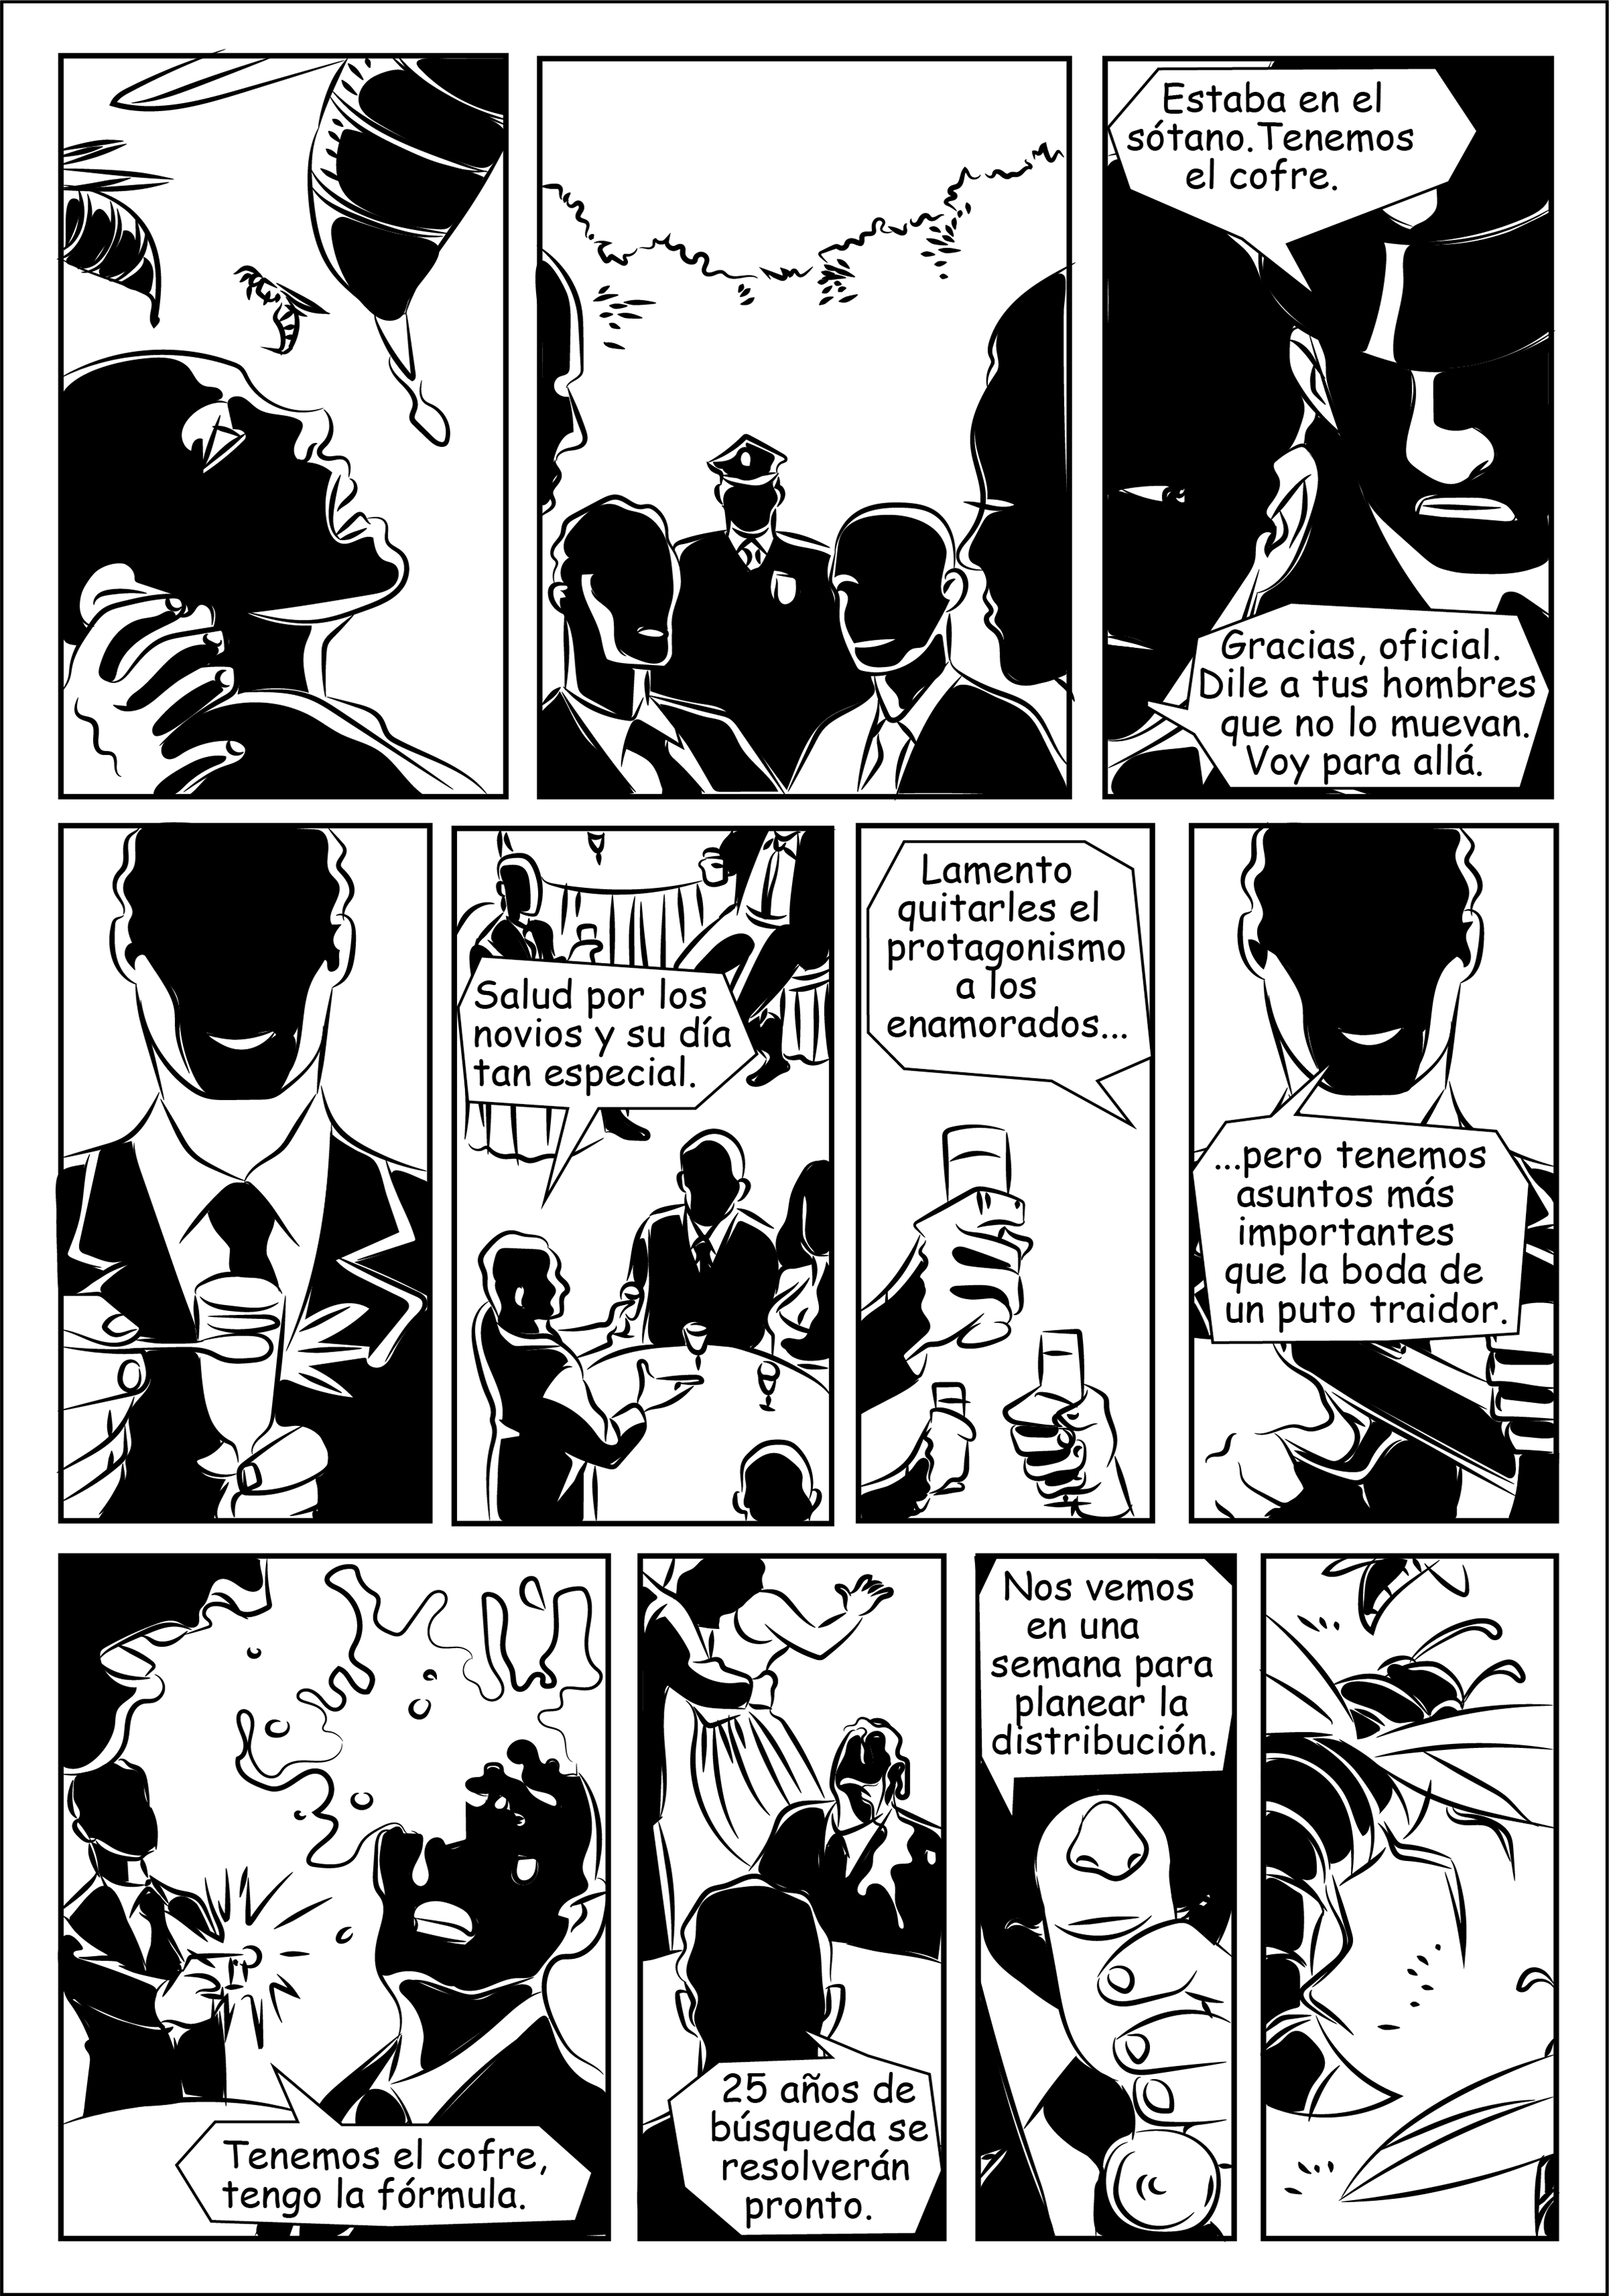 Estaba en el
sótano.Tenemos
el cofre.
Gracias, oficial.
Dile a tus hombres
que no lo muevan.
Voy para allá.
Salud por los
novios y su día
tan especial.
Lamento
quitarles el
protagonismo
a los
enamorados...
...pero tenemos
asuntos más
importantes
que la boda de
un puto traidor.
Tenemos el cofre,
tengo la fórmula.
25 años de
búsqueda se
resolverán
pronto.
Nos vemos
en una
semana para
planear la
distribución.